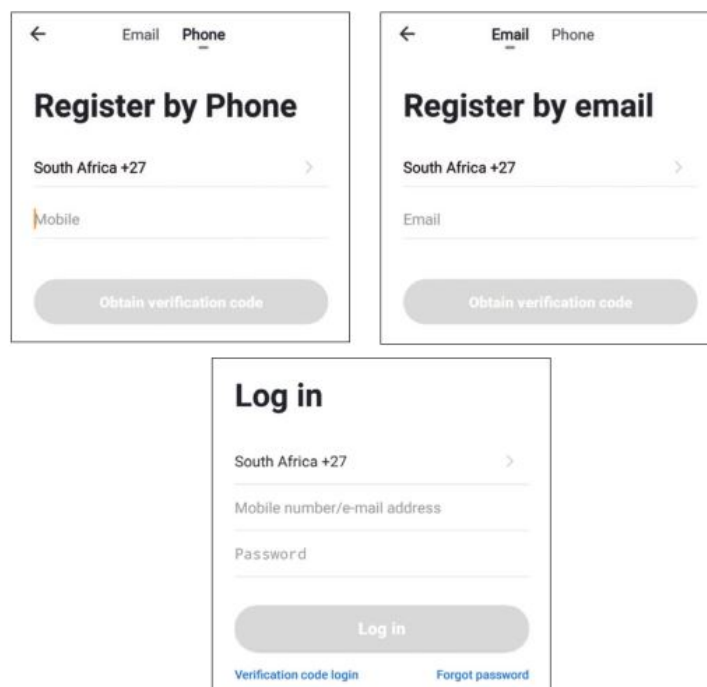 Email Phone
Register by Phone
South Africa +27
Mobile
Obtain verification code
Email Phone
Register by email
South Africa +27
Email
Obtain verification code
Log in
South Africa +27
Mobile number/e-mail address
Password
Log in
Verification code login Forgot password